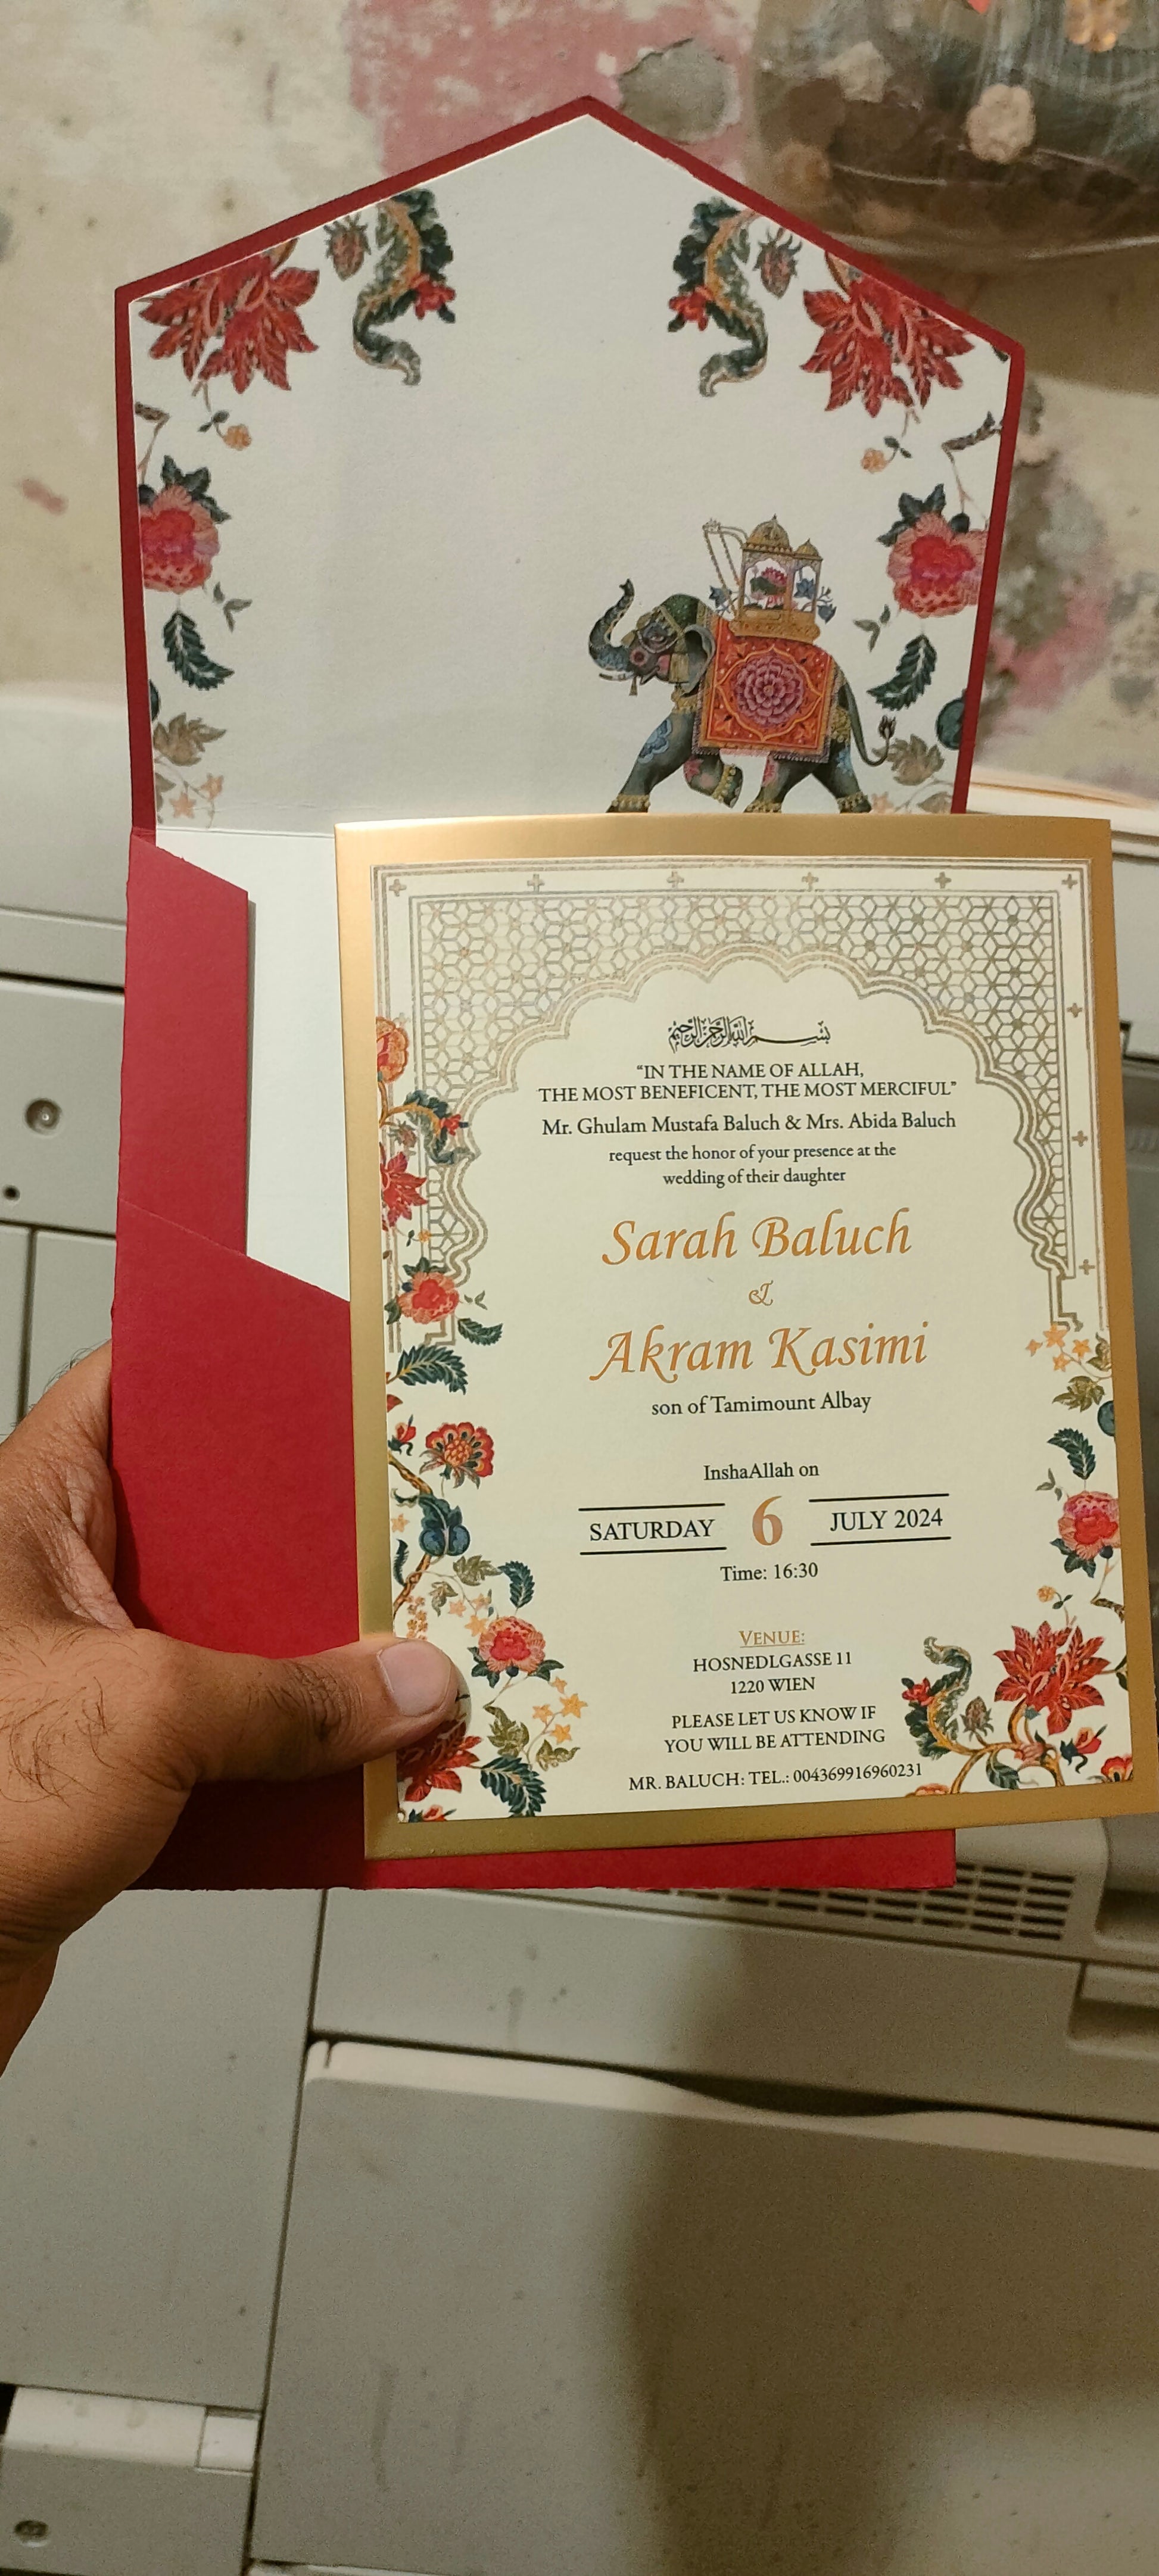 بسم الله الرحمن الرحيم
“IN THE NAME OF ALLAH,
THE MOST BENEFICENT, THE MOST MERCIFUL”
Mr. Ghulam Mustafa Baluch & Mrs. Abida Baluch
request the honor of your presence at the
wedding of their daughter
Sarah Baluch
&
Akram Kasimi
son of Tamimount Albay
InshaAllah on
SATURDAY 6 JULY 2024
Time: 16:30
VENUE:
HOSNEDLGASSE 11
1220 WIEN
PLEASE LET US KNOW IF
YOU WILL BE ATTENDING
MR. BALUCH: TEL.: 004369916960231